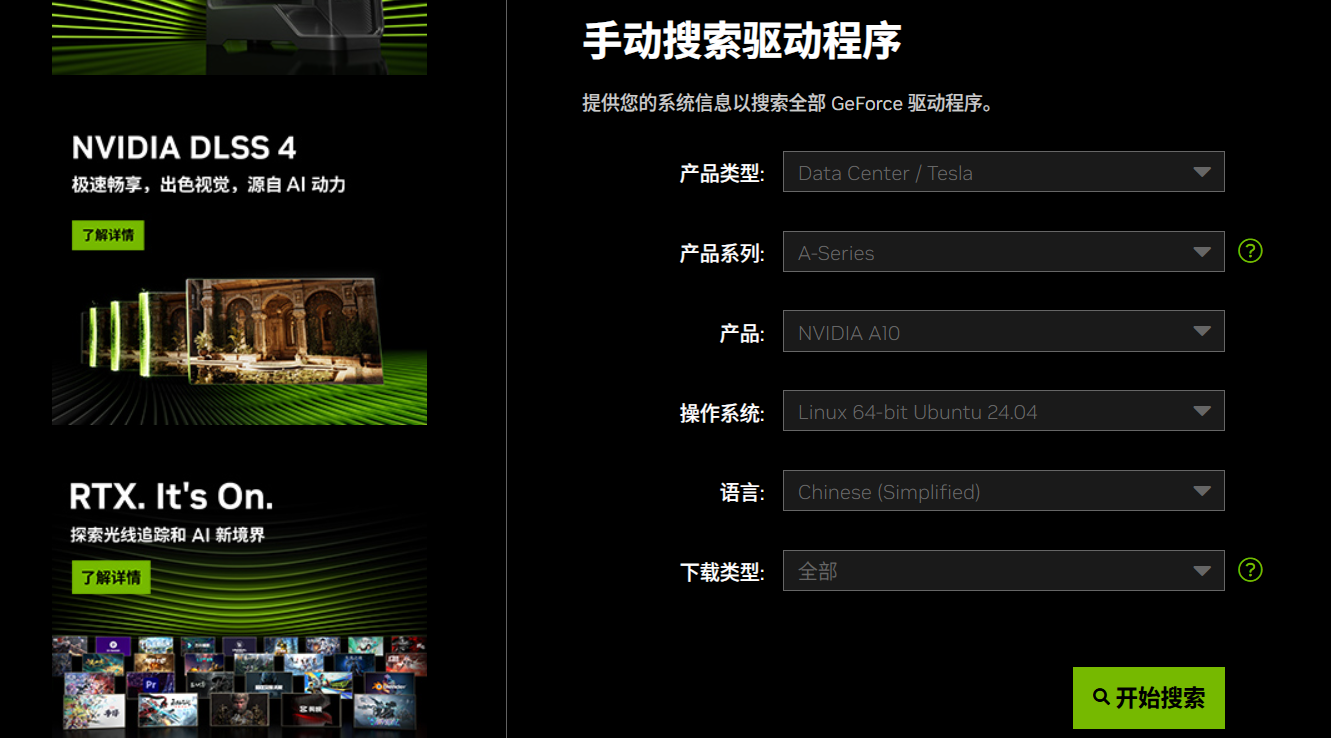 NVIDIA DLSS 4
极速畅享，出色视觉，源自 AI 动力
了解详情
RTX. It's On.
探索光线追踪和 AI 新境界
了解详情
Pr
手动搜索驱动程序
提供您的系统信息以搜索全部 GeForce 驱动程序。
产品类型: Data Center / Tesla
产品系列: A-Series ?
产品: NVIDIA A10
操作系统: Linux 64-bit Ubuntu 24.04
语言: Chinese (Simplified)
下载类型: 全部 ?
开始搜索